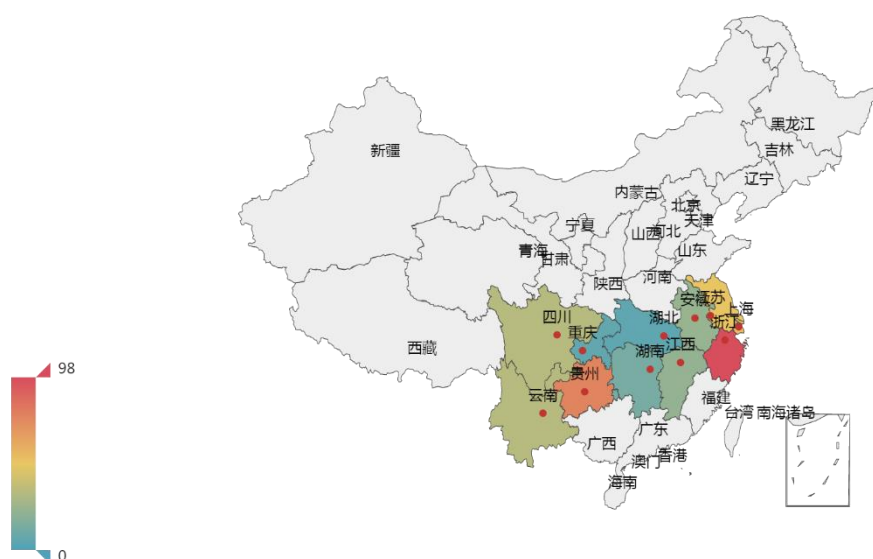 黑龙江
吉林
新疆
辽宁
内蒙古
北京
天津
宁夏
山西
河北
山东
青海
甘肃
河南
陕西
安徽
江苏
上海
四川
湖北
浙江
重庆
西藏
湖南
江西
98
贵州
云南
福建
台湾
南海诸岛
广东
广西
香港
澳门
海南
0